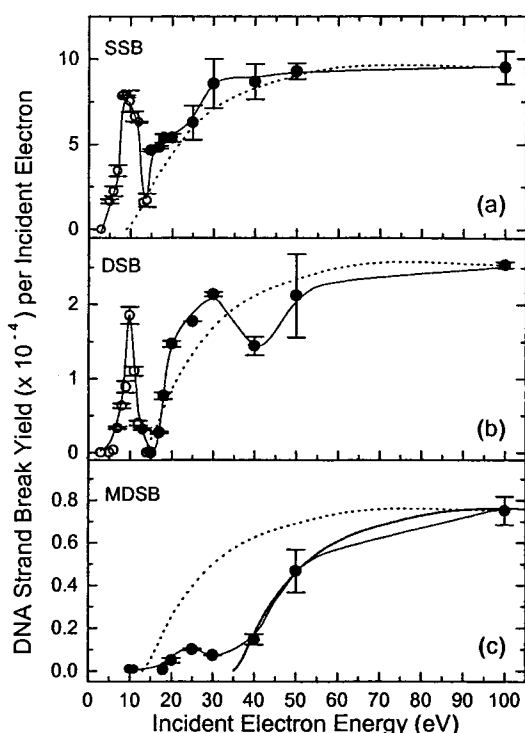 DNA Strand Break Yield (x 10⁻⁴) per Incident Electron
SSB
10
5
0
(a)
DSB
2
1
0
(b)
MDSB
0.8
0.6
0.4
0.2
0.0
(c)
0 10 20 30 40 50 60 70 80 90 100
Incident Electron Energy (eV)